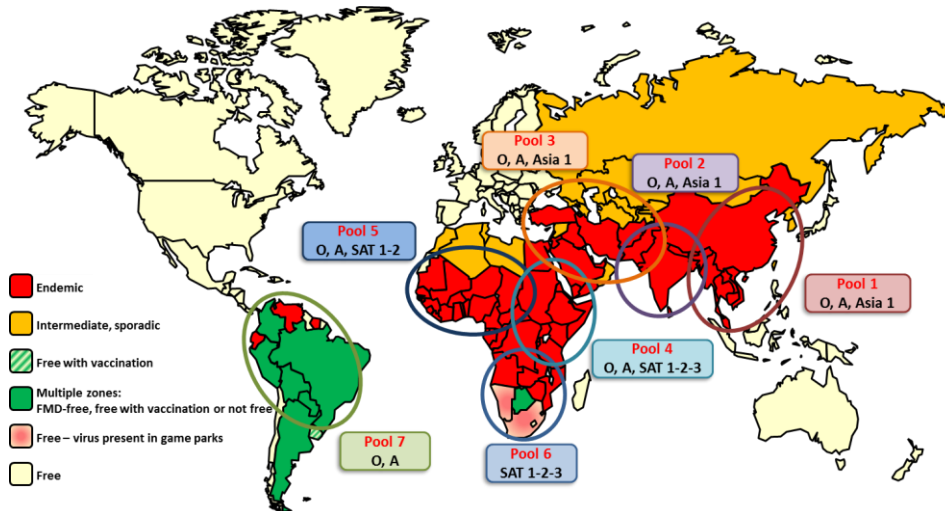 Pool 3
O, A, Asia 1
Pool 2
O, A, Asia 1
Pool 5
O, A, SAT 1-2
Pool 1
O, A, Asia 1
Pool 4
O, A, SAT 1-2-3
Pool 7
O, A
Pool 6
SAT 1-2-3
Endemic
Intermediate, sporadic
Free with vaccination
Multiple zones:
FMD-free, free with vaccination or not free
Free – virus present in game parks
Free